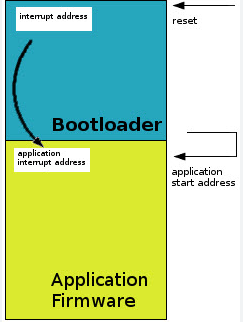 interrupt address
reset
Bootloader
application
interrupt address
application
start address
Application
Firmware